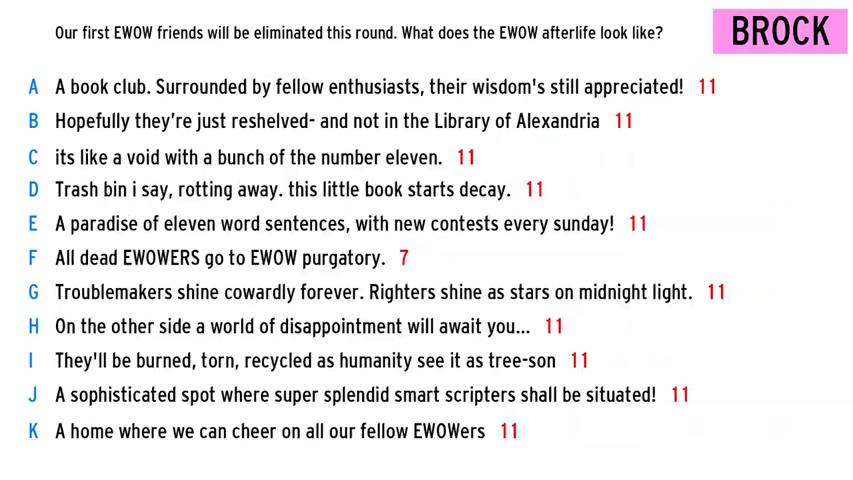 Our first EWOW friends will be eliminated this round. What does the EWOW afterlife look like?
BROCK
A A book club. Surrounded by fellow enthusiasts, their wisdom's still appreciated! 11
B Hopefully they’re just reshelved- and not in the Library of Alexandria 11
C its like a void with a bunch of the number eleven. 11
D Trash bin i say, rotting away. this little book starts decay. 11
E A paradise of eleven word sentences, with new contests every sunday! 11
F All dead EWOWERS go to EWOW purgatory. 7
G Troublemakers shine cowardly forever. Righters shine as stars on midnight light. 11
H On the other side a world of disappointment will await you... 11
I They'll be burned, torn, recycled as humanity see it as tree-son 11
J A sophisticated spot where super splendid smart scripters shall be situated! 11
K A home where we can cheer on all our fellow EWOWers 11